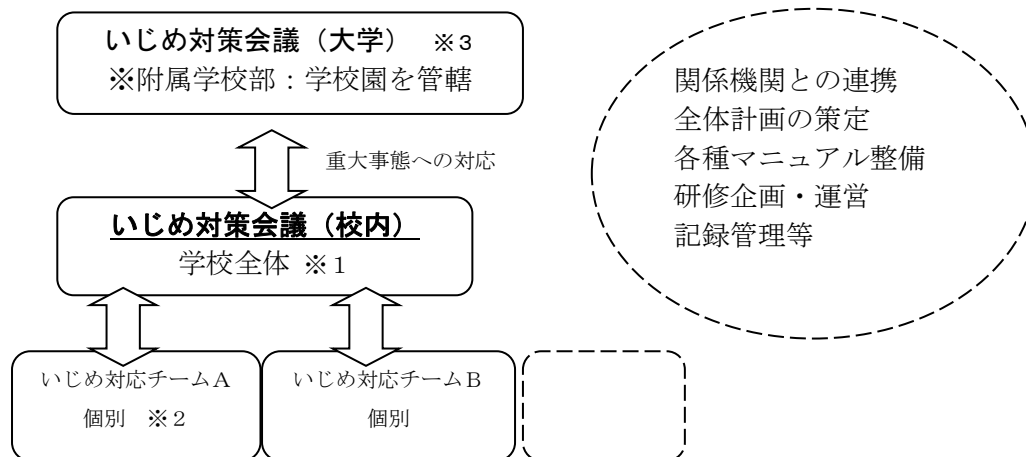 いじめ対策会議（大学）　※3
※附属学校部：学校園を管轄
重大事態への対応
いじめ対策会議（校内）
学校全体 ※１
いじめ対応チームＡ
個別　※２
いじめ対応チームＢ
個別
関係機関との連携
全体計画の策定
各種マニュアル整備
研修企画・運営
記録管理等